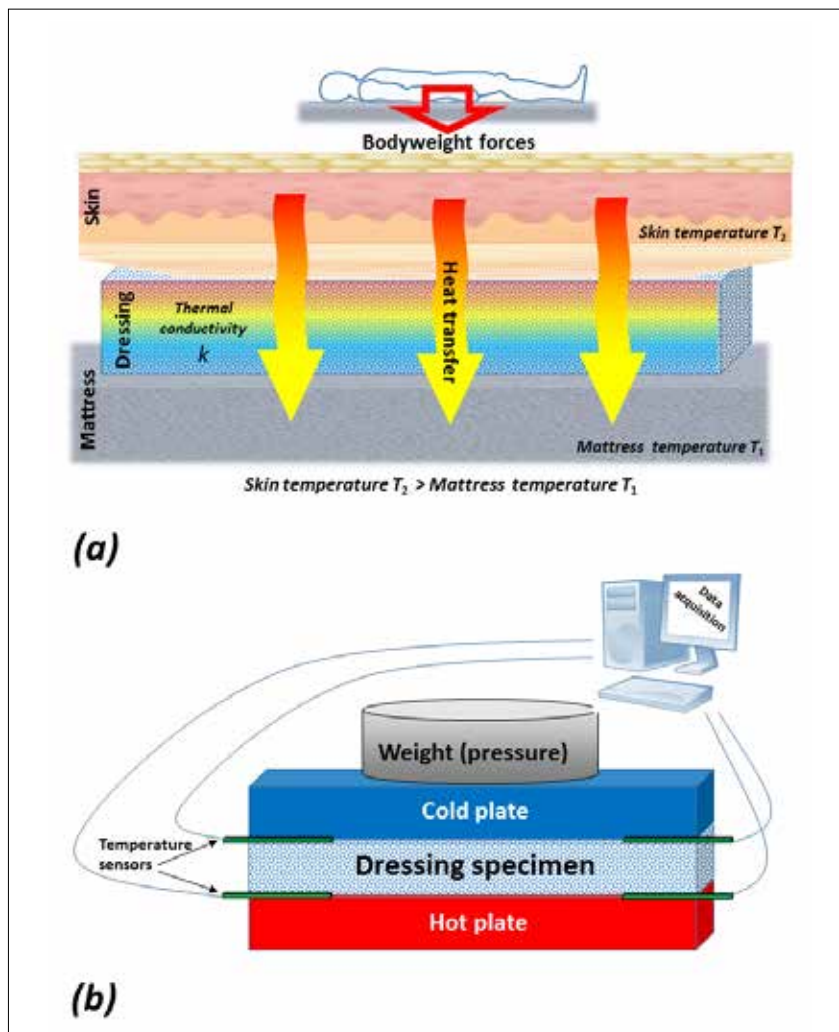 Bodyweight forces
Skin
Skin temperature T₂
Heat transfer
Dressing
Thermal
conductivity
k
Mattress
Mattress temperature T₁
Skin temperature T₂ > Mattress temperature T₁
(a)
Data
acquisition
Weight (pressure)
Cold plate
Temperature
sensors
Dressing specimen
Hot plate
(b)